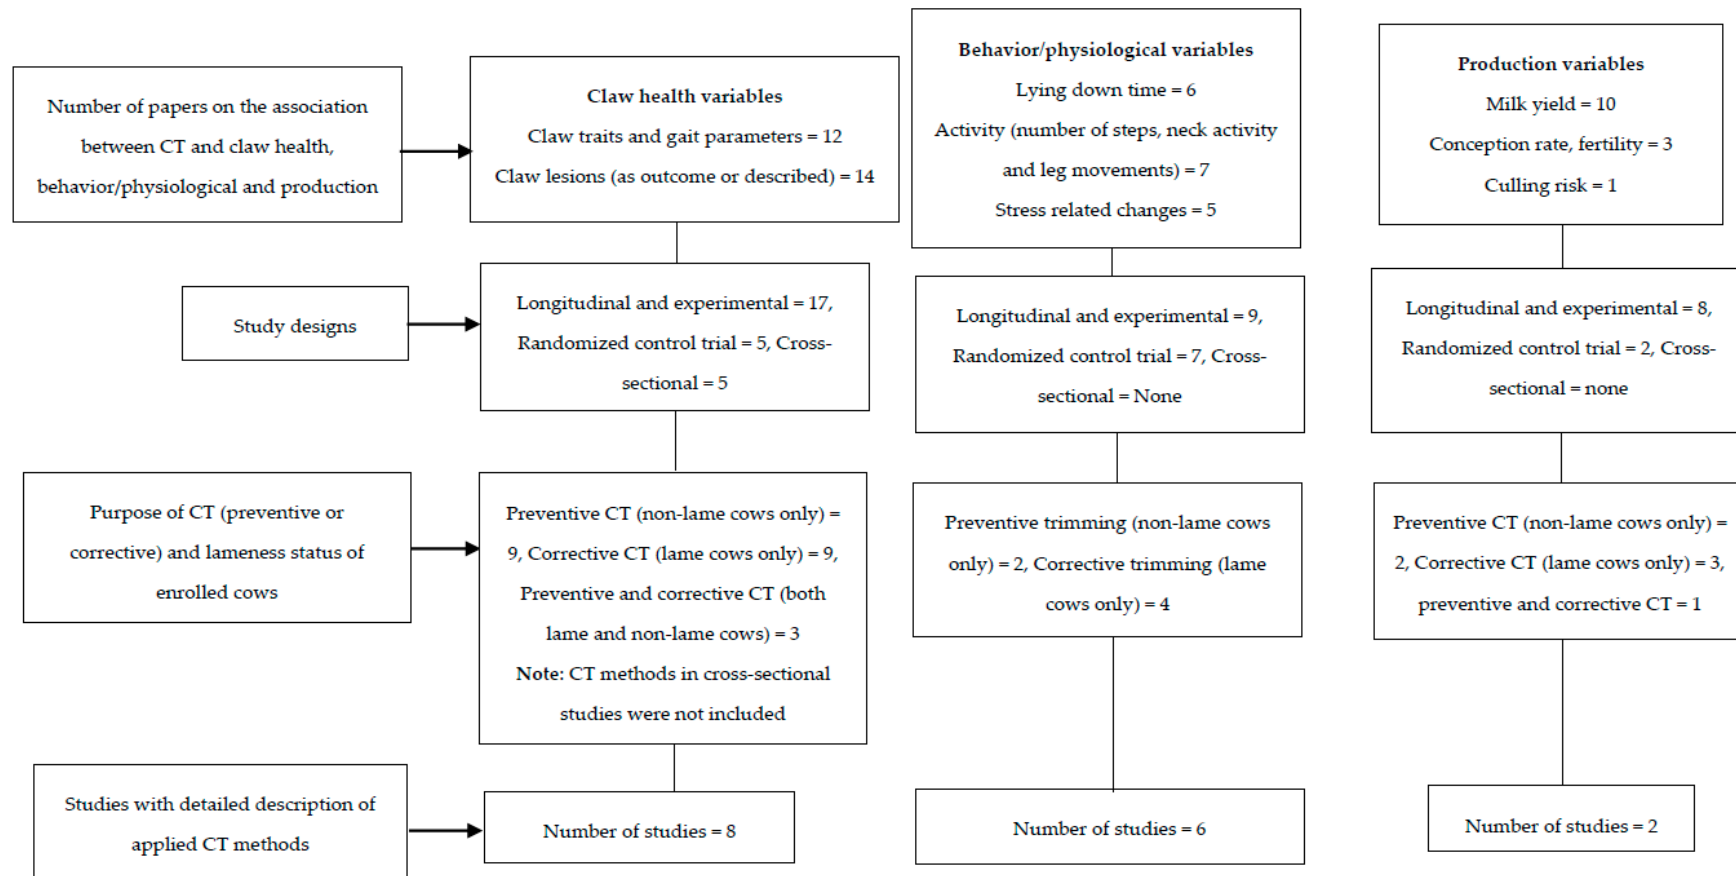 Number of papers on the association
between CT and claw health,
behavior/physiological and production
Claw health variables
Claw traits and gait parameters = 12
Claw lesions (as outcome or described) = 14
Behavior/physiological variables
Lying down time = 6
Activity (number of steps, neck activity
and leg movements) = 7
Stress related changes = 5
Production variables
Milk yield = 10
Conception rate, fertility = 3
Culling risk = 1
Study designs
Longitudinal and experimental = 17,
Randomized control trial = 5, Cross-
sectional = 5
Longitudinal and experimental = 9,
Randomized control trial = 7, Cross-
sectional = None
Longitudinal and experimental = 8,
Randomized control trial = 2, Cross-
sectional = none
Purpose of CT (preventive or
corrective) and lameness status of
enrolled cows
Preventive CT (non-lame cows only) =
9, Corrective CT (lame cows only) = 9,
Preventive and corrective CT (both
lame and non-lame cows) = 3
Note: CT methods in cross-sectional
studies were not included
Preventive trimming (non-lame cows
only) = 2, Corrective trimming (lame
cows only) = 4
Preventive CT (non-lame cows only) =
2, Corrective CT (lame cows only) = 3,
preventive and corrective CT = 1
Studies with detailed description of
applied CT methods
Number of studies = 8
Number of studies = 6
Number of studies = 2